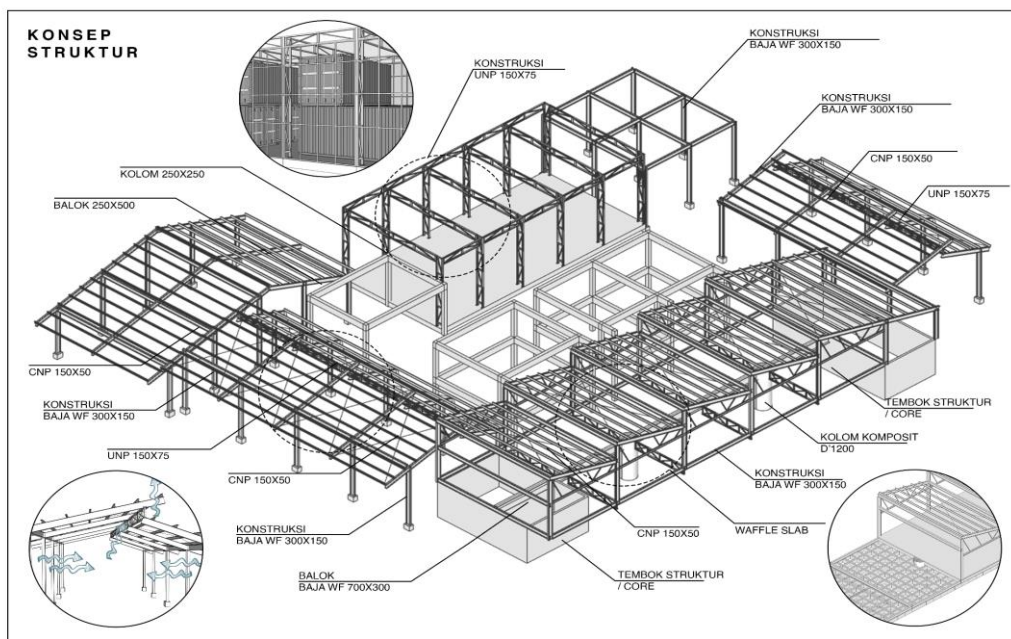 KONSEP
STRUKTUR
KONSTRUKSI
BAJA WF 300X150
KONSTRUKSI
UNP 150X75
KONSTRUKSI
BAJA WF 300X150
CNP 150X50
KOLOM 250X250
UNP 150X75
BALOK 250X500
CNP 150X50
KONSTRUKSI
BAJA WF 300X150
TEMBOK STRUKTUR
/ CORE
KOLOM KOMPOSIT
D'1200
UNP 150X75
KONSTRUKSI
BAJA WF 300X150
CNP 150X50
KONSTRUKSI
BAJA WF 300X150
CNP 150X50
WAFFLE SLAB
BALOK
BAJA WF 700X300
TEMBOK STRUKTUR
/ CORE